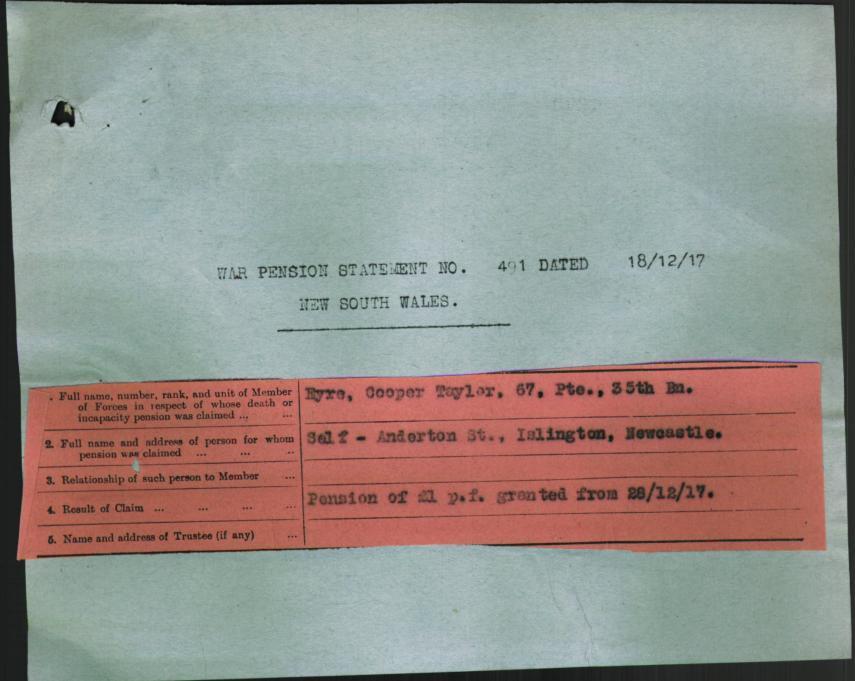 WAR PENSION STATEMENT NO. 491 DATED 18/12/17
NEW SOUTH WALES.
. Full name, number, rank, and unit of Member of Forces in respect of whose death or incapacity pension was claimed ... ...
Eyre, Cooper Taylor, 67, Pte., 35th Bn.
2. Full name and address of person for whom pension was claimed ... ... ..
Self - Anderton St., Islington, Newcastle.
3. Relationship of such person to Member ...
4. Result of Claim ... ... ... ...
Pension of £1 p.f. granted from 28/12/17.
5. Name and address of Trustee (if any) ...